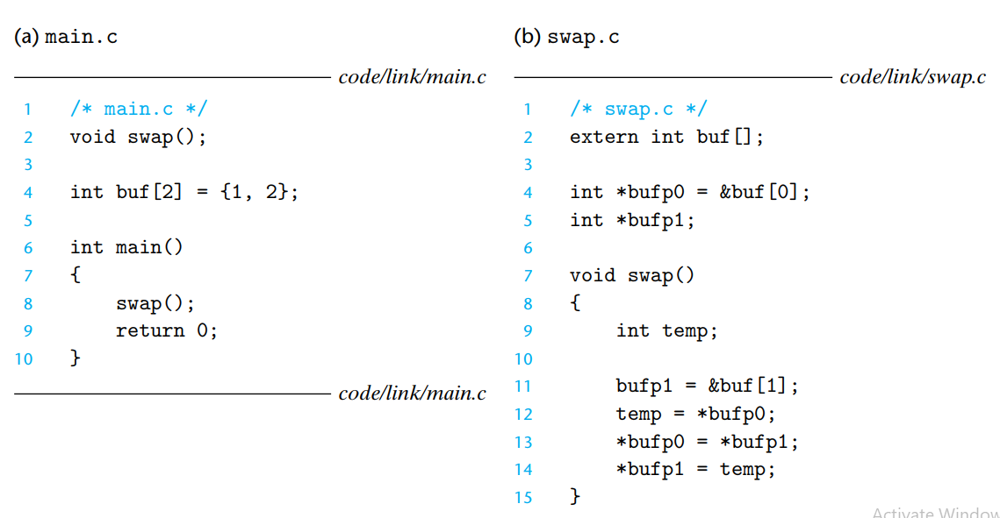 (a) main.c
code/link/main.c
1 /* main.c */
2 void swap();
3
4 int buf[2] = {1, 2};
5
6 int main()
7 {
8 swap();
9 return 0;
10 }
code/link/main.c
(b) swap.c
code/link/swap.c
1 /* swap.c */
2 extern int buf[];
3
4 int *bufp0 = &buf[0];
5 int *bufp1;
6
7 void swap()
8 {
9 int temp;
10
11 bufp1 = &buf[1];
12 temp = *bufp0;
13 *bufp0 = *bufp1;
14 *bufp1 = temp;
15 }
Activate Window